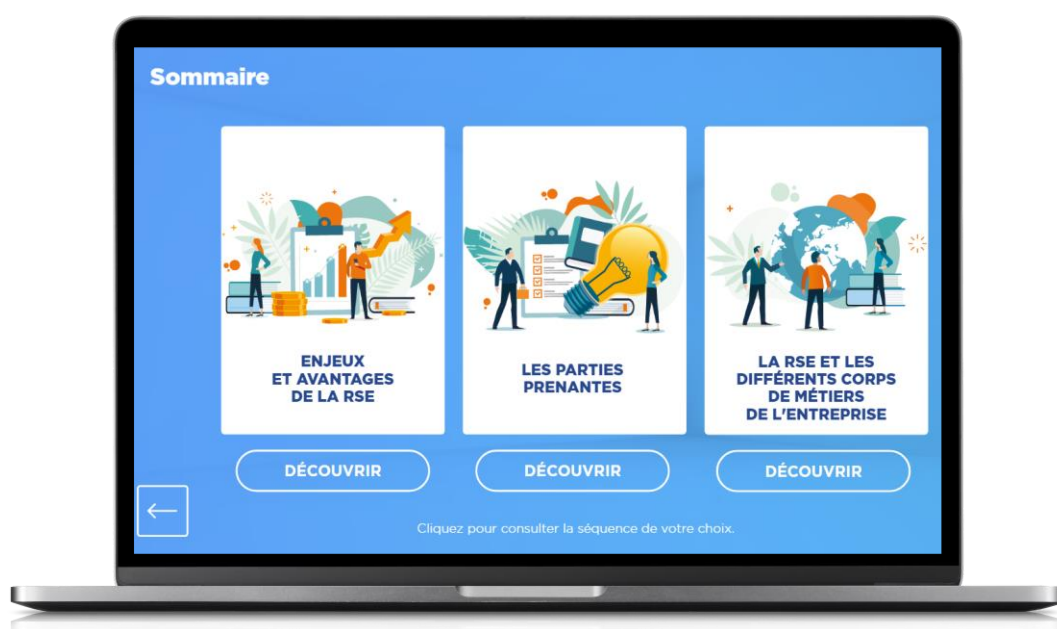 Sommaire
ENJEUX
ET AVANTAGES
DE LA RSE
LES PARTIES
PRENANTES
LA RSE ET LES
DIFFÉRENTS CORPS
DE MÉTIERS
DE L'ENTREPRISE
DÉCOUVRIR
DÉCOUVRIR
DÉCOUVRIR
Cliquez pour consulter la séquence de votre choix.